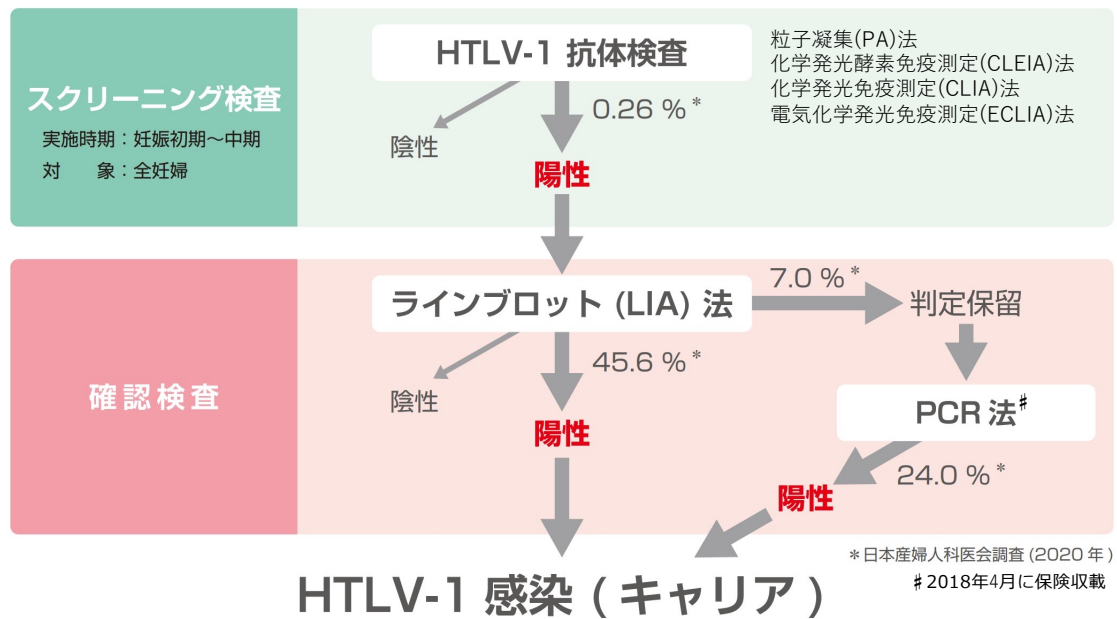 スクリーニング検査
実施時期：妊娠初期～中期
対　　象：全妊婦
HTLV-1 抗体検査
粒子凝集(PA)法
化学発光酵素免疫測定(CLEIA)法
化学発光免疫測定(CLIA)法
電気化学発光免疫測定(ECLIA)法
0.26 %*
陰性
陽性
確認検査
ラインブロット (LIA) 法
7.0 %*
判定保留
45.6 %*
陰性
陽性
PCR 法♯
24.0 %*
陽性
*日本産婦人科医会調査 (2020 年)
♯2018年4月に保険収載
HTLV-1 感染 ( キャリア )